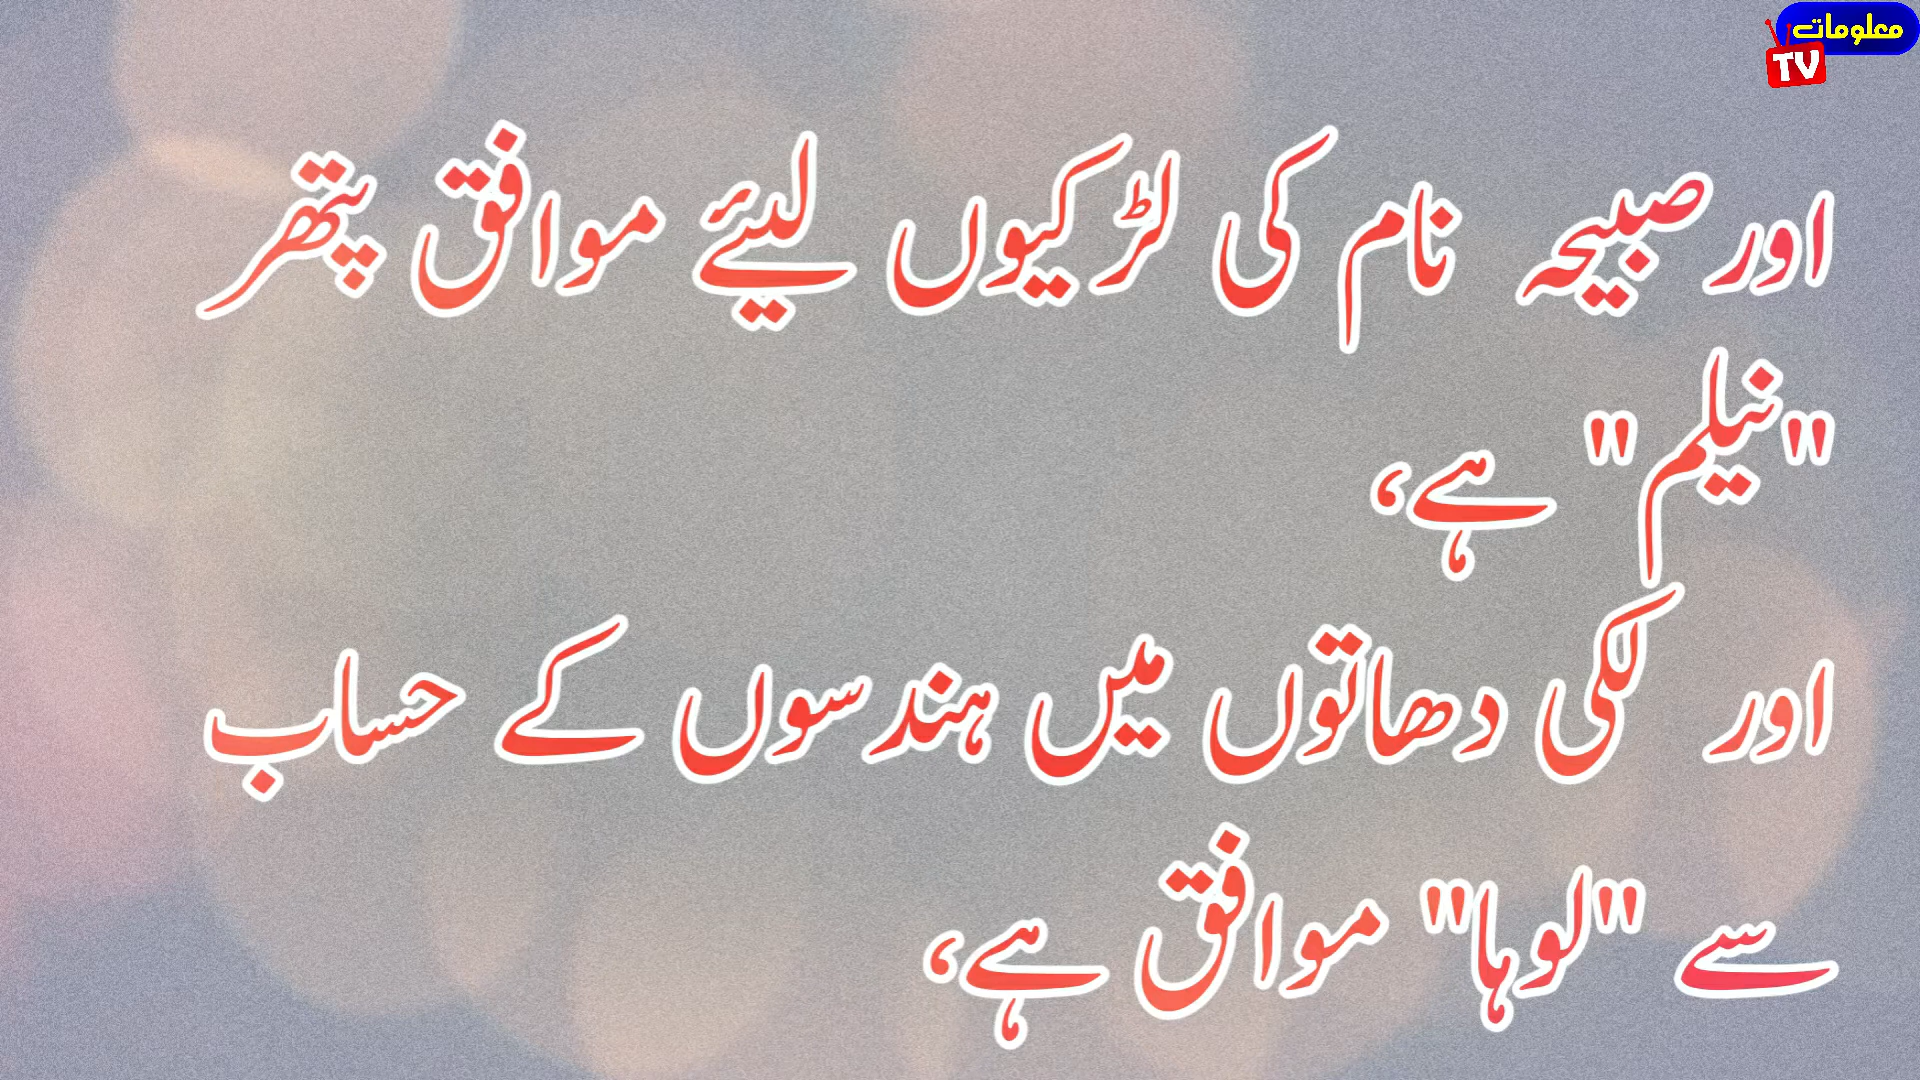 معلومات
TV
اور صبیحہ نام کی لڑکیوں لیئے موافق پتھر
"نیلم" ہے،
اور لکی دھاتوں میں ہندسوں کے حساب
سے "لوہا" موافق ہے،